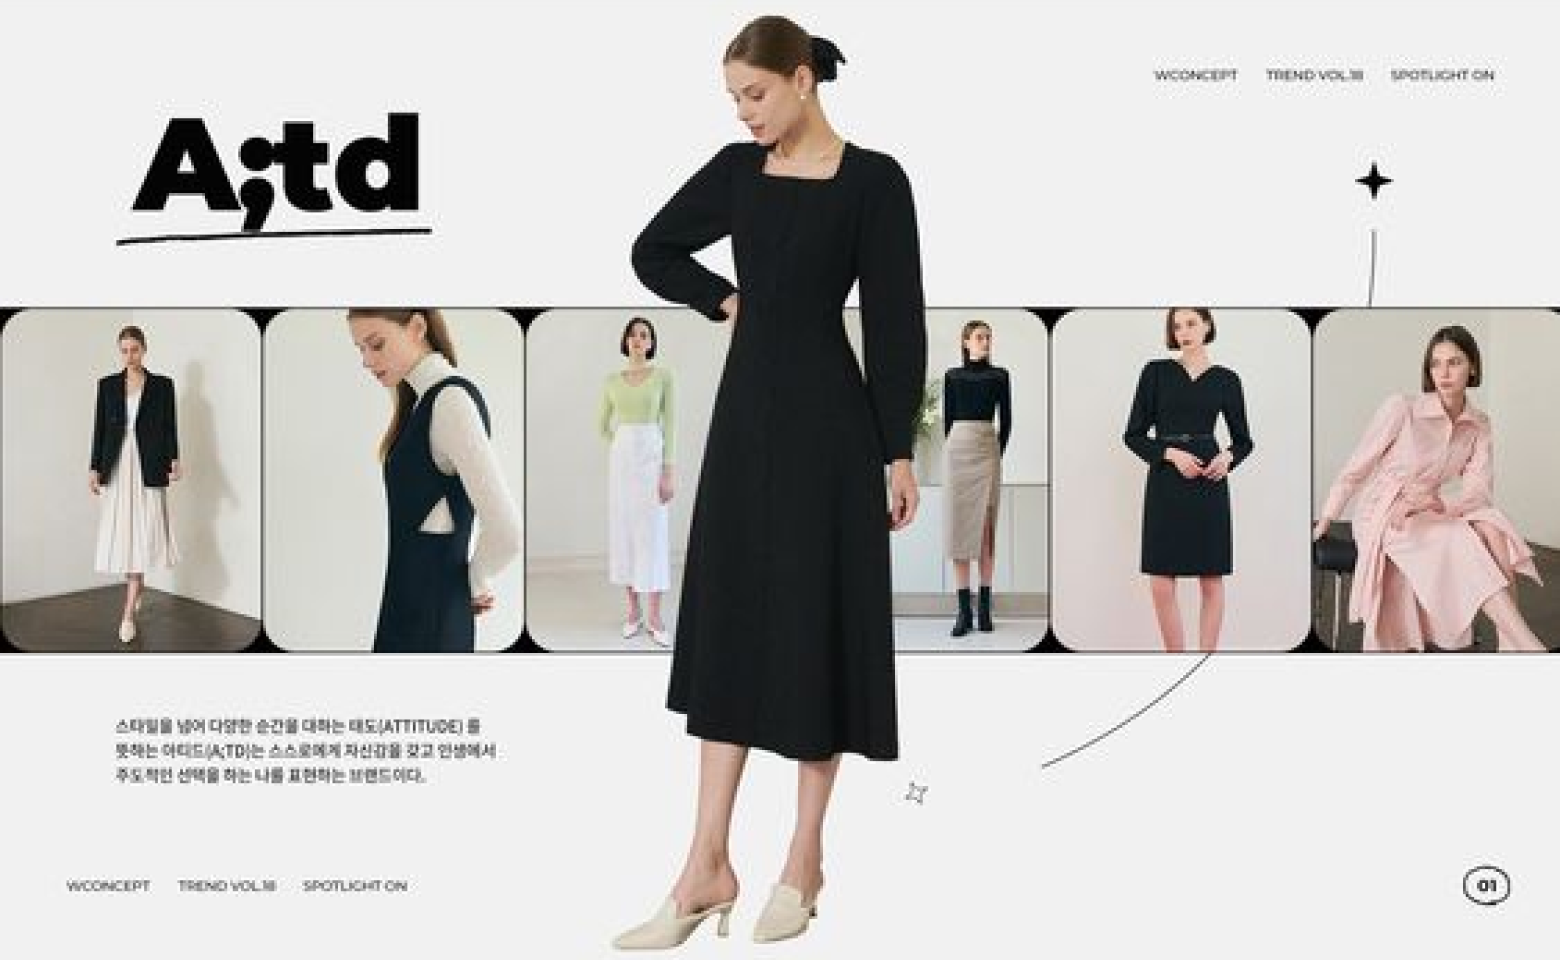 WCONCEPT TREND VOL.18 SPOTLIGHT ON
A;td
스타일을 넘어 다양한 순간을 대하는 태도(ATTITUDE) 를
뜻하는 아티드(A;TD)는 스스로에게 자신감을 갖고 인생에서
주도적인 선택을 하는 나를 표현하는 브랜드이다.
WCONCEPT TREND VOL.18 SPOTLIGHT ON
01